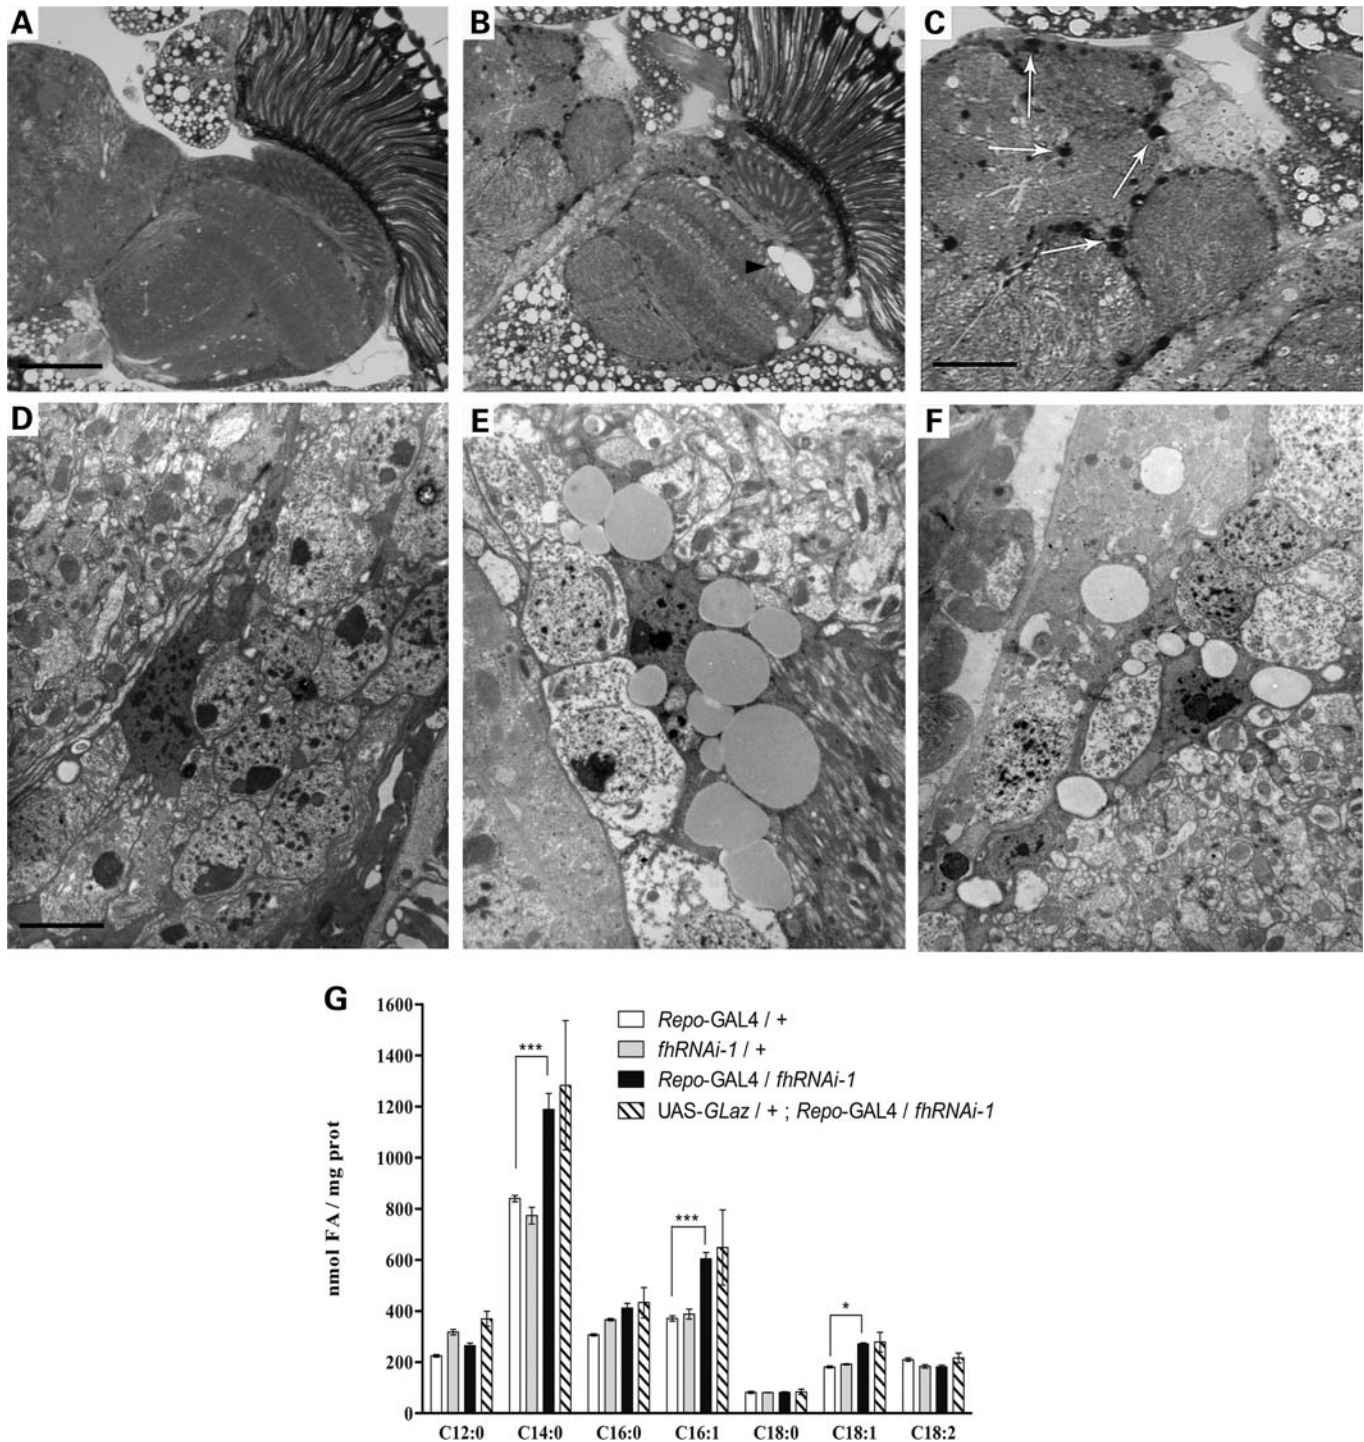 A
B
C
D
E
F
G
1600
1400
1200
1000
800
600
400
200
0
nmol FA / mg prot
***
***
*
Repo-GAL4 / +
fhRNAi-1 / +
Repo-GAL4 / fhRNAi-1
UAS-GLaz / + ; Repo-GAL4 / fhRNAi-1
C12:0 C14:0 C16:0 C16:1 C18:0 C18:1 C18:2